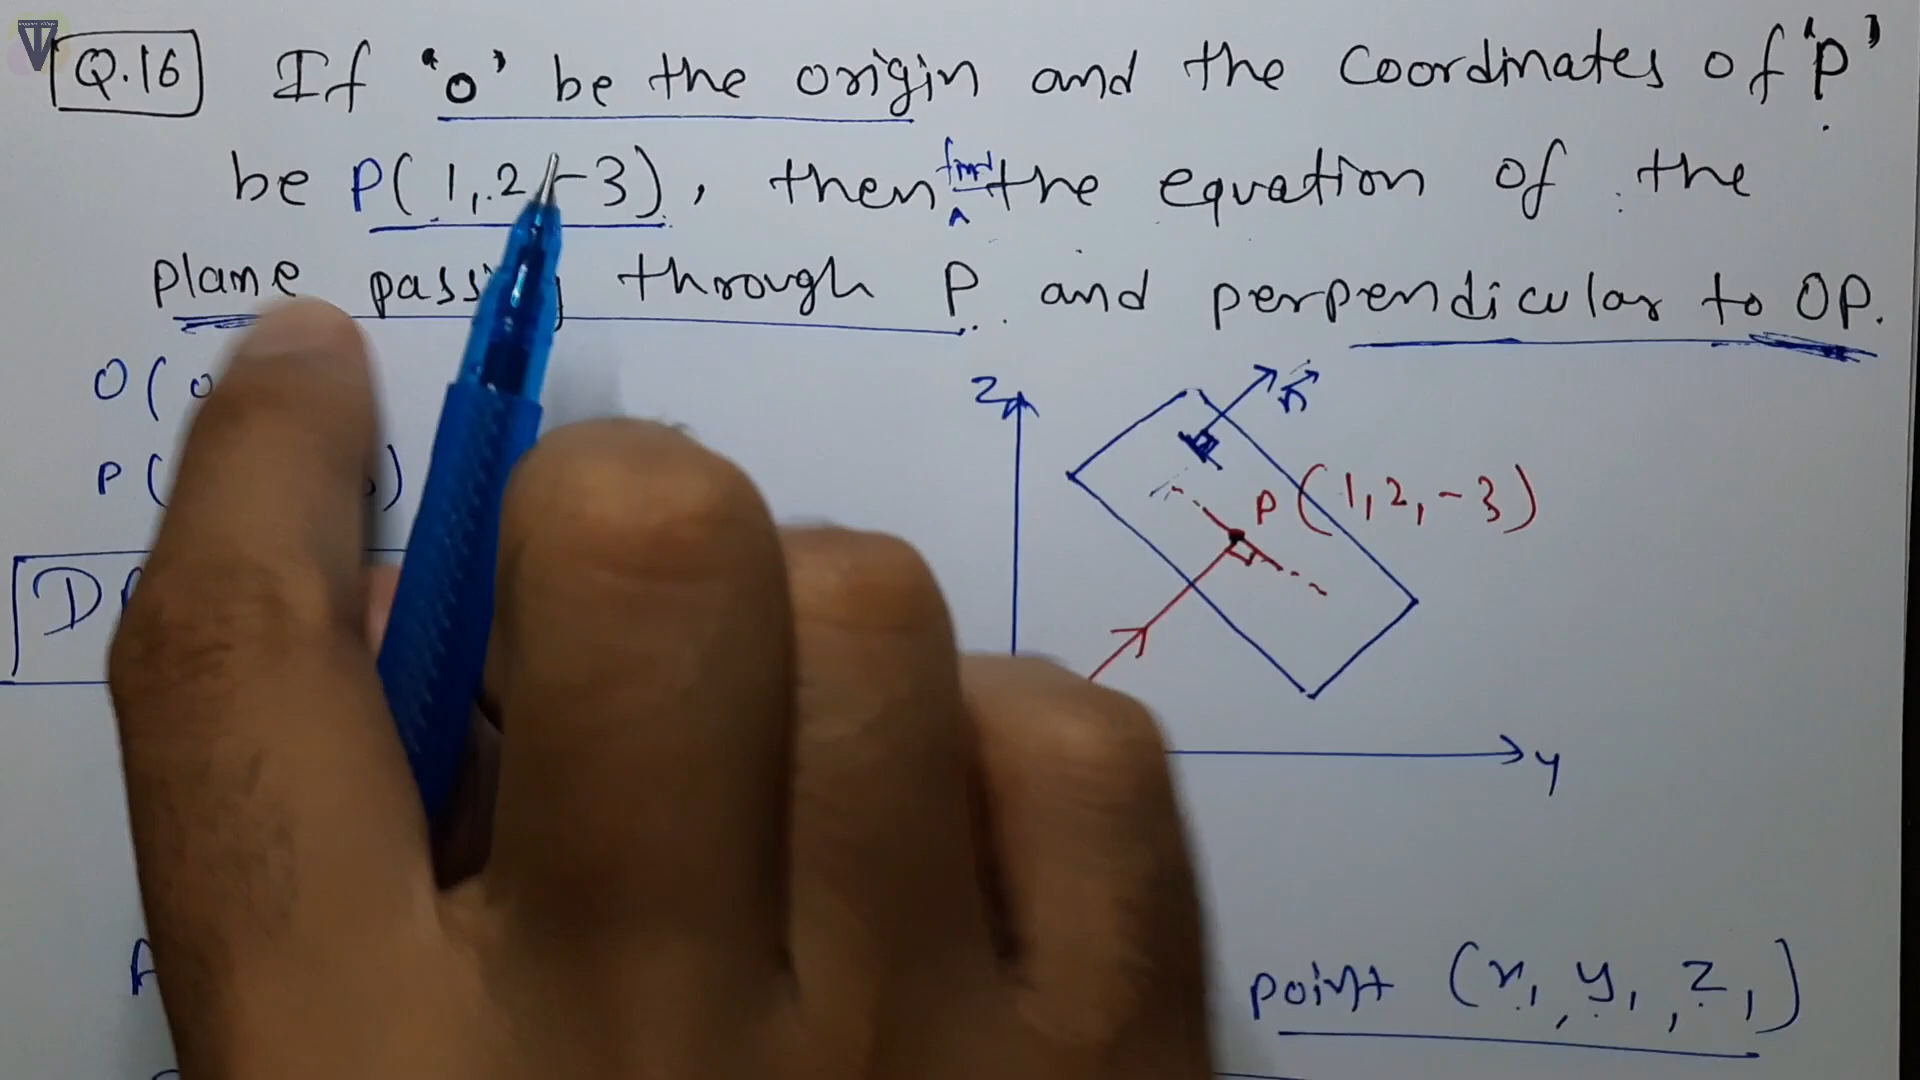 Q.16 If 'O' be the origin and the coordinates of 'P'
be P(1, 2, -3), then find the equation of the
plane passing through P and perpendicular to OP.
O(0
P(
z
n
P(1, 2, -3)
y
point (x₁, y₁, z₁)